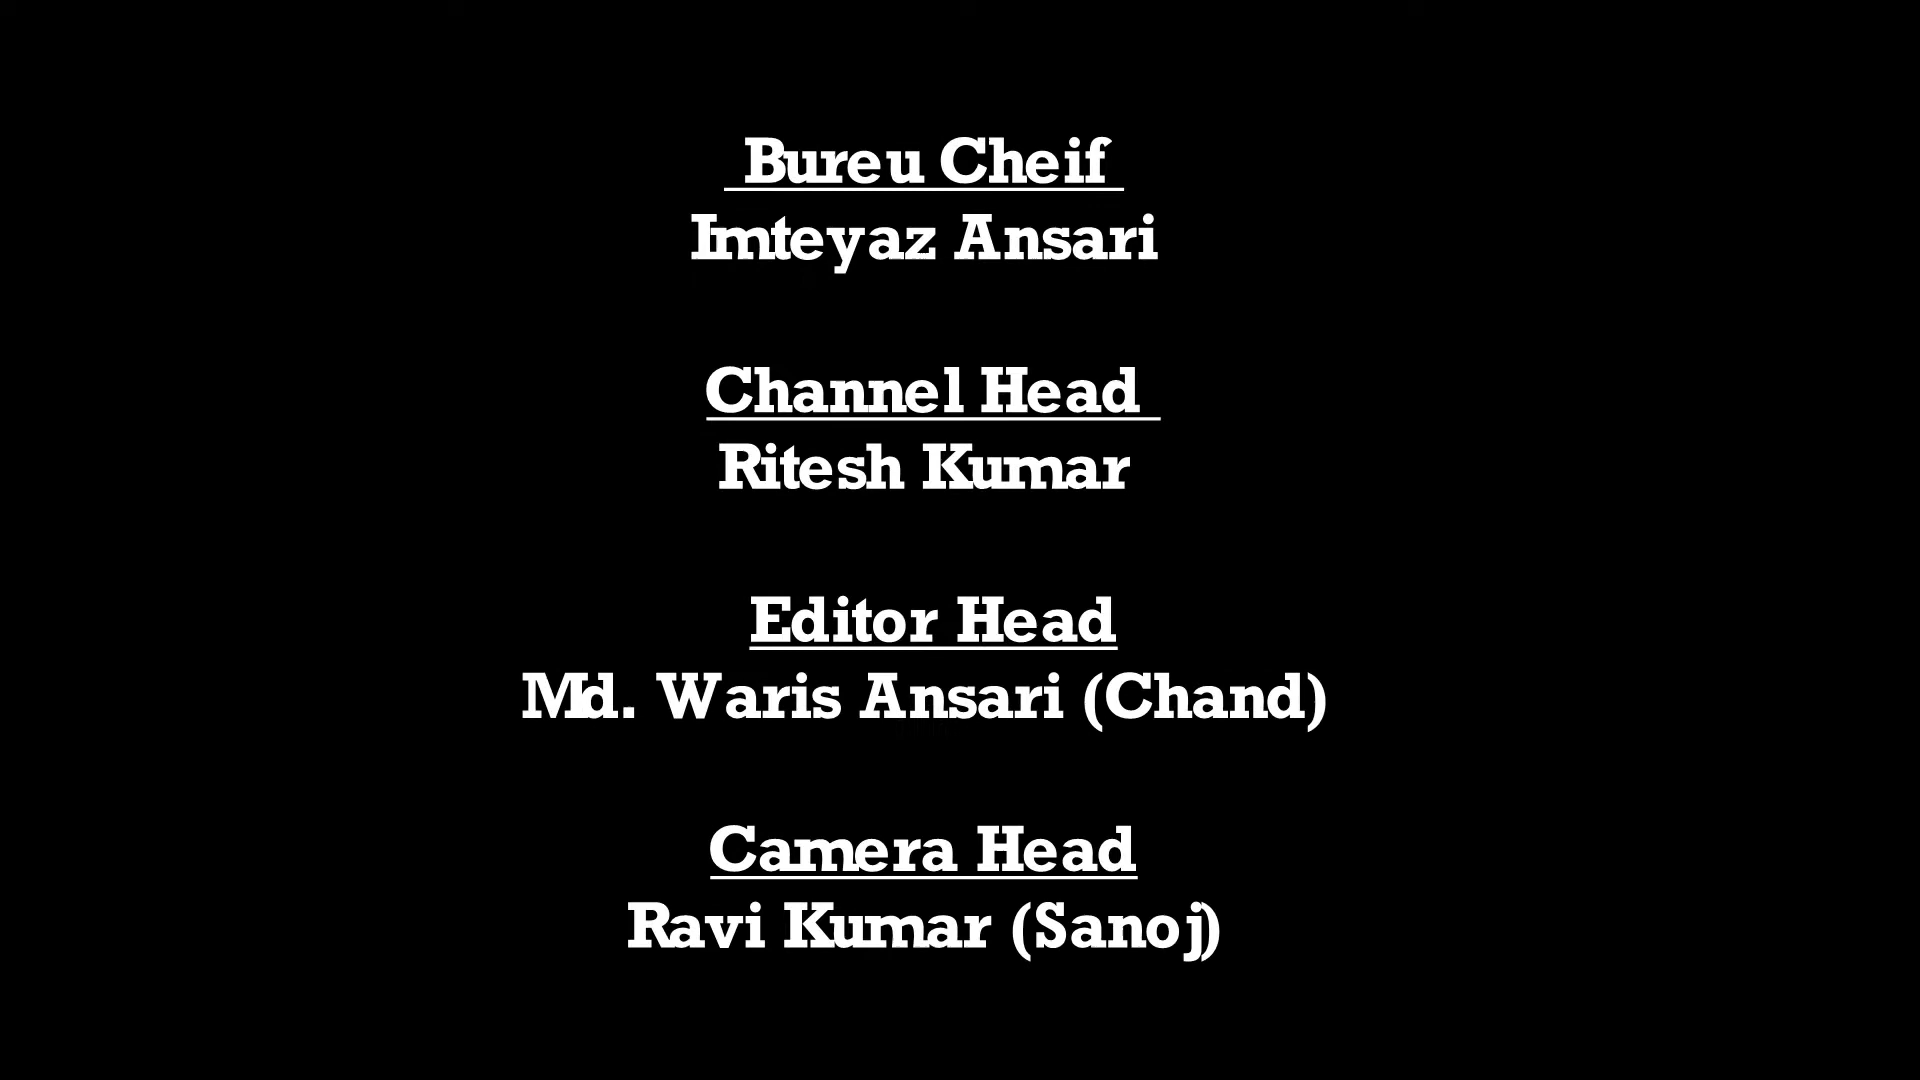 Bureu Cheif
Imteyaz Ansari
Channel Head
Ritesh Kumar
Editor Head
Md. Waris Ansari (Chand)
Camera Head
Ravi Kumar (Sanoj)